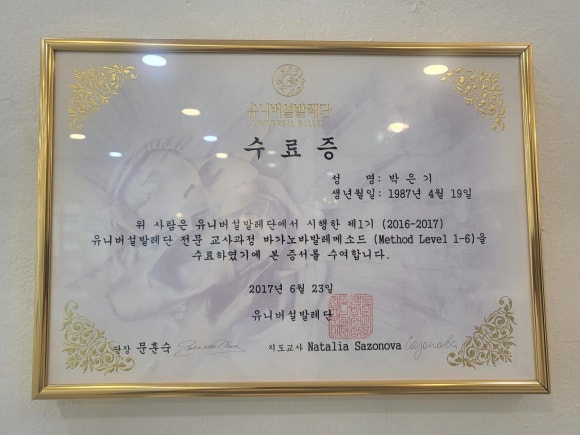 유니버설발레단
UNIVERSAL BALLET
수료증
성 명: 박은기
생년월일: 1987년 4월 19일
위 사람은 유니버설발레단에서 시행한 제1기 (2016-2017)
유니버설발레단 전문 교사과정 바가노바발레메소드 (Method Level 1-6)을
수료하였기에 본 증서를 수여합니다.
2017년 6월 23일
유니버설발레단
단장 문훈숙
지도교사 Natalia Sazonova